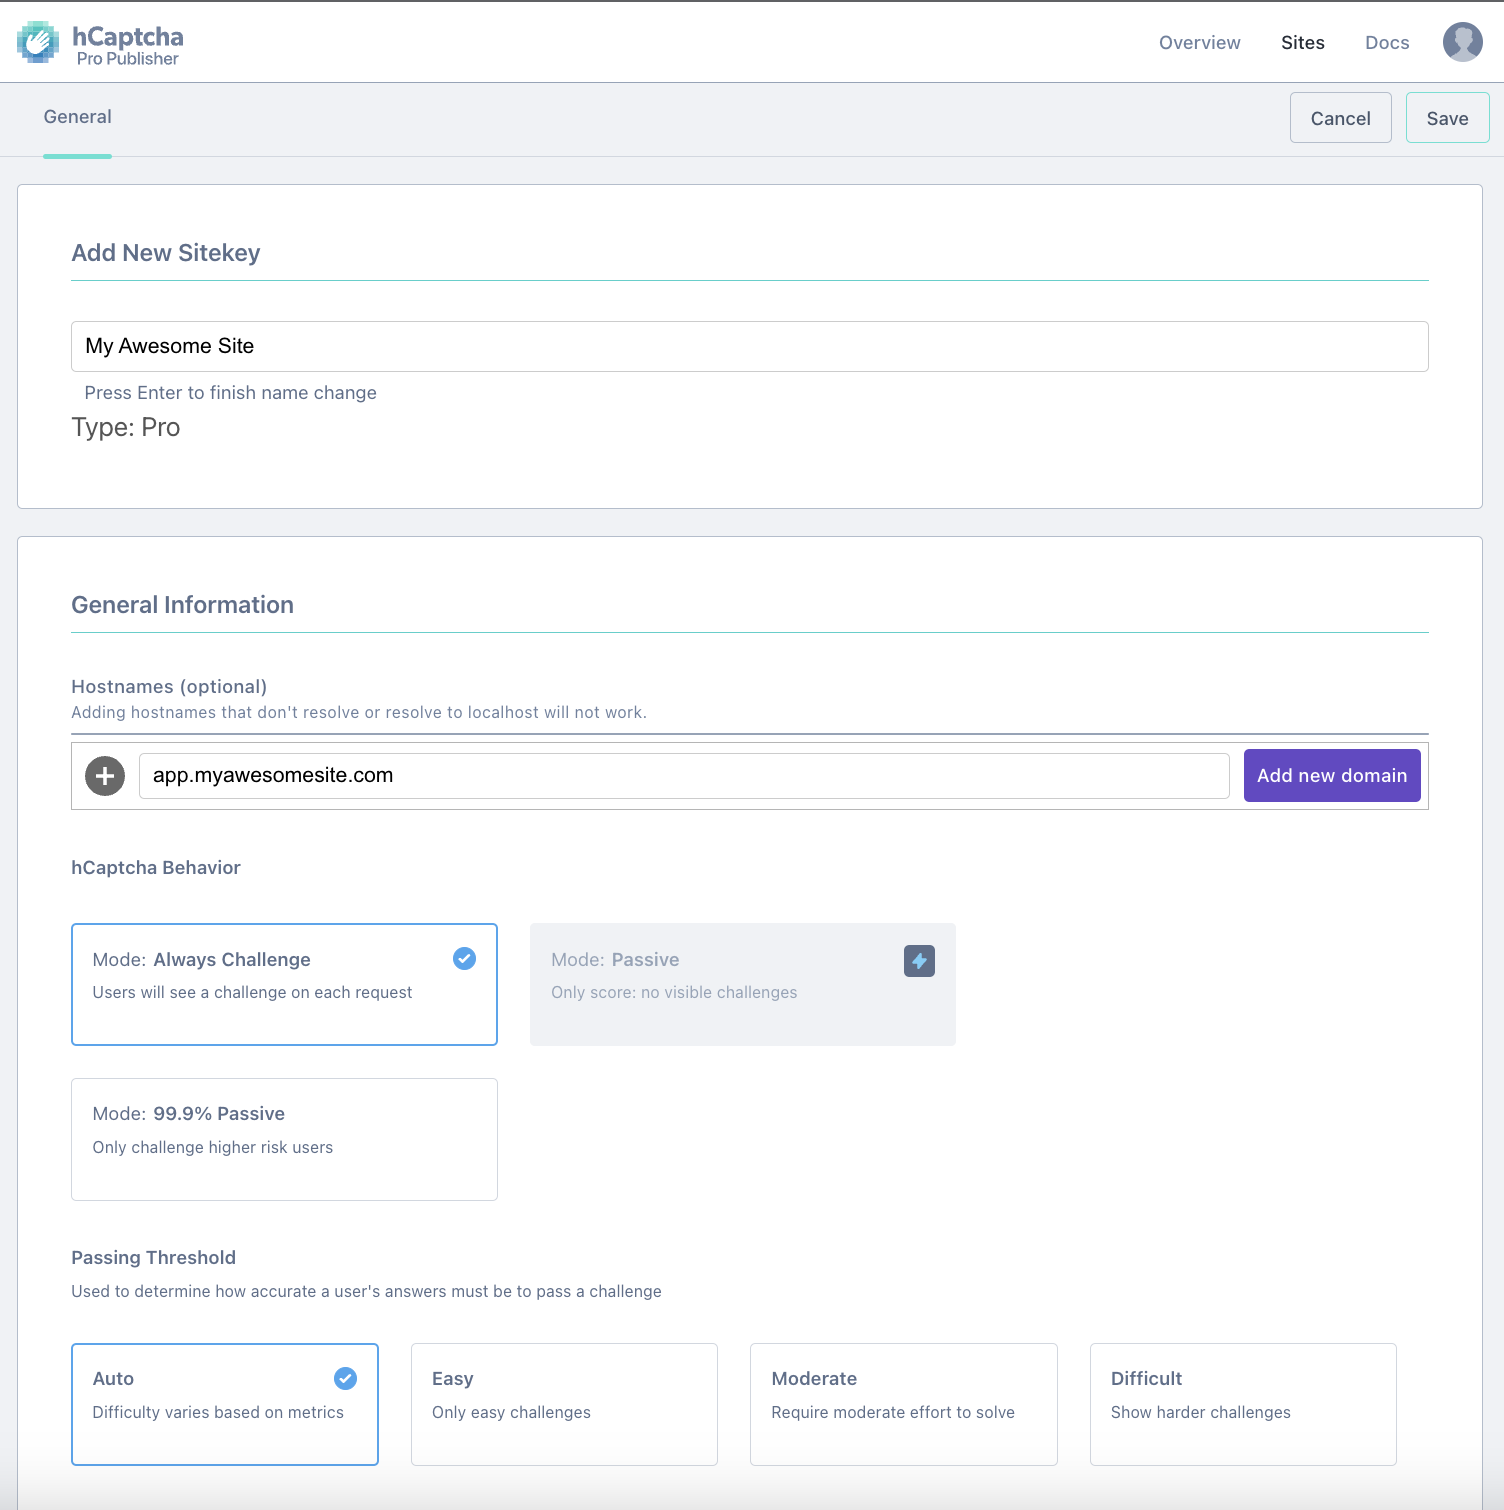 hCaptcha
Pro Publisher
Overview
Sites
Docs
General
Cancel
Save
Add New Sitekey
My Awesome Site
Press Enter to finish name change
Type: Pro
General Information
Hostnames (optional)
Adding hostnames that don't resolve or resolve to localhost will not work.
app.myawesomesite.com
Add new domain
hCaptcha Behavior
Mode: Always Challenge
Users will see a challenge on each request
Mode: Passive
Only score: no visible challenges
Mode: 99.9% Passive
Only challenge higher risk users
Passing Threshold
Used to determine how accurate a user's answers must be to pass a challenge
Auto
Difficulty varies based on metrics
Easy
Only easy challenges
Moderate
Require moderate effort to solve
Difficult
Show harder challenges